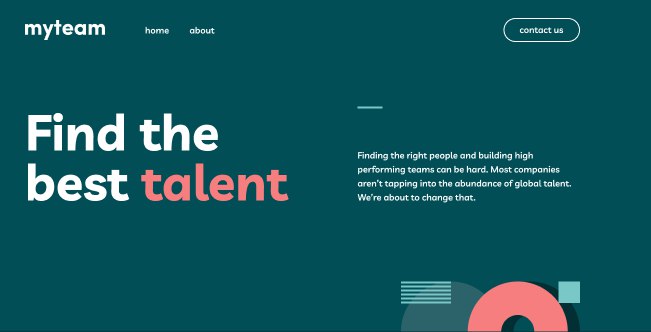 myteam
home
about
contact us
Find the
best talent
Finding the right people and building high
performing teams can be hard. Most companies
aren't tapping into the abundance of global talent.
We're about to change that.